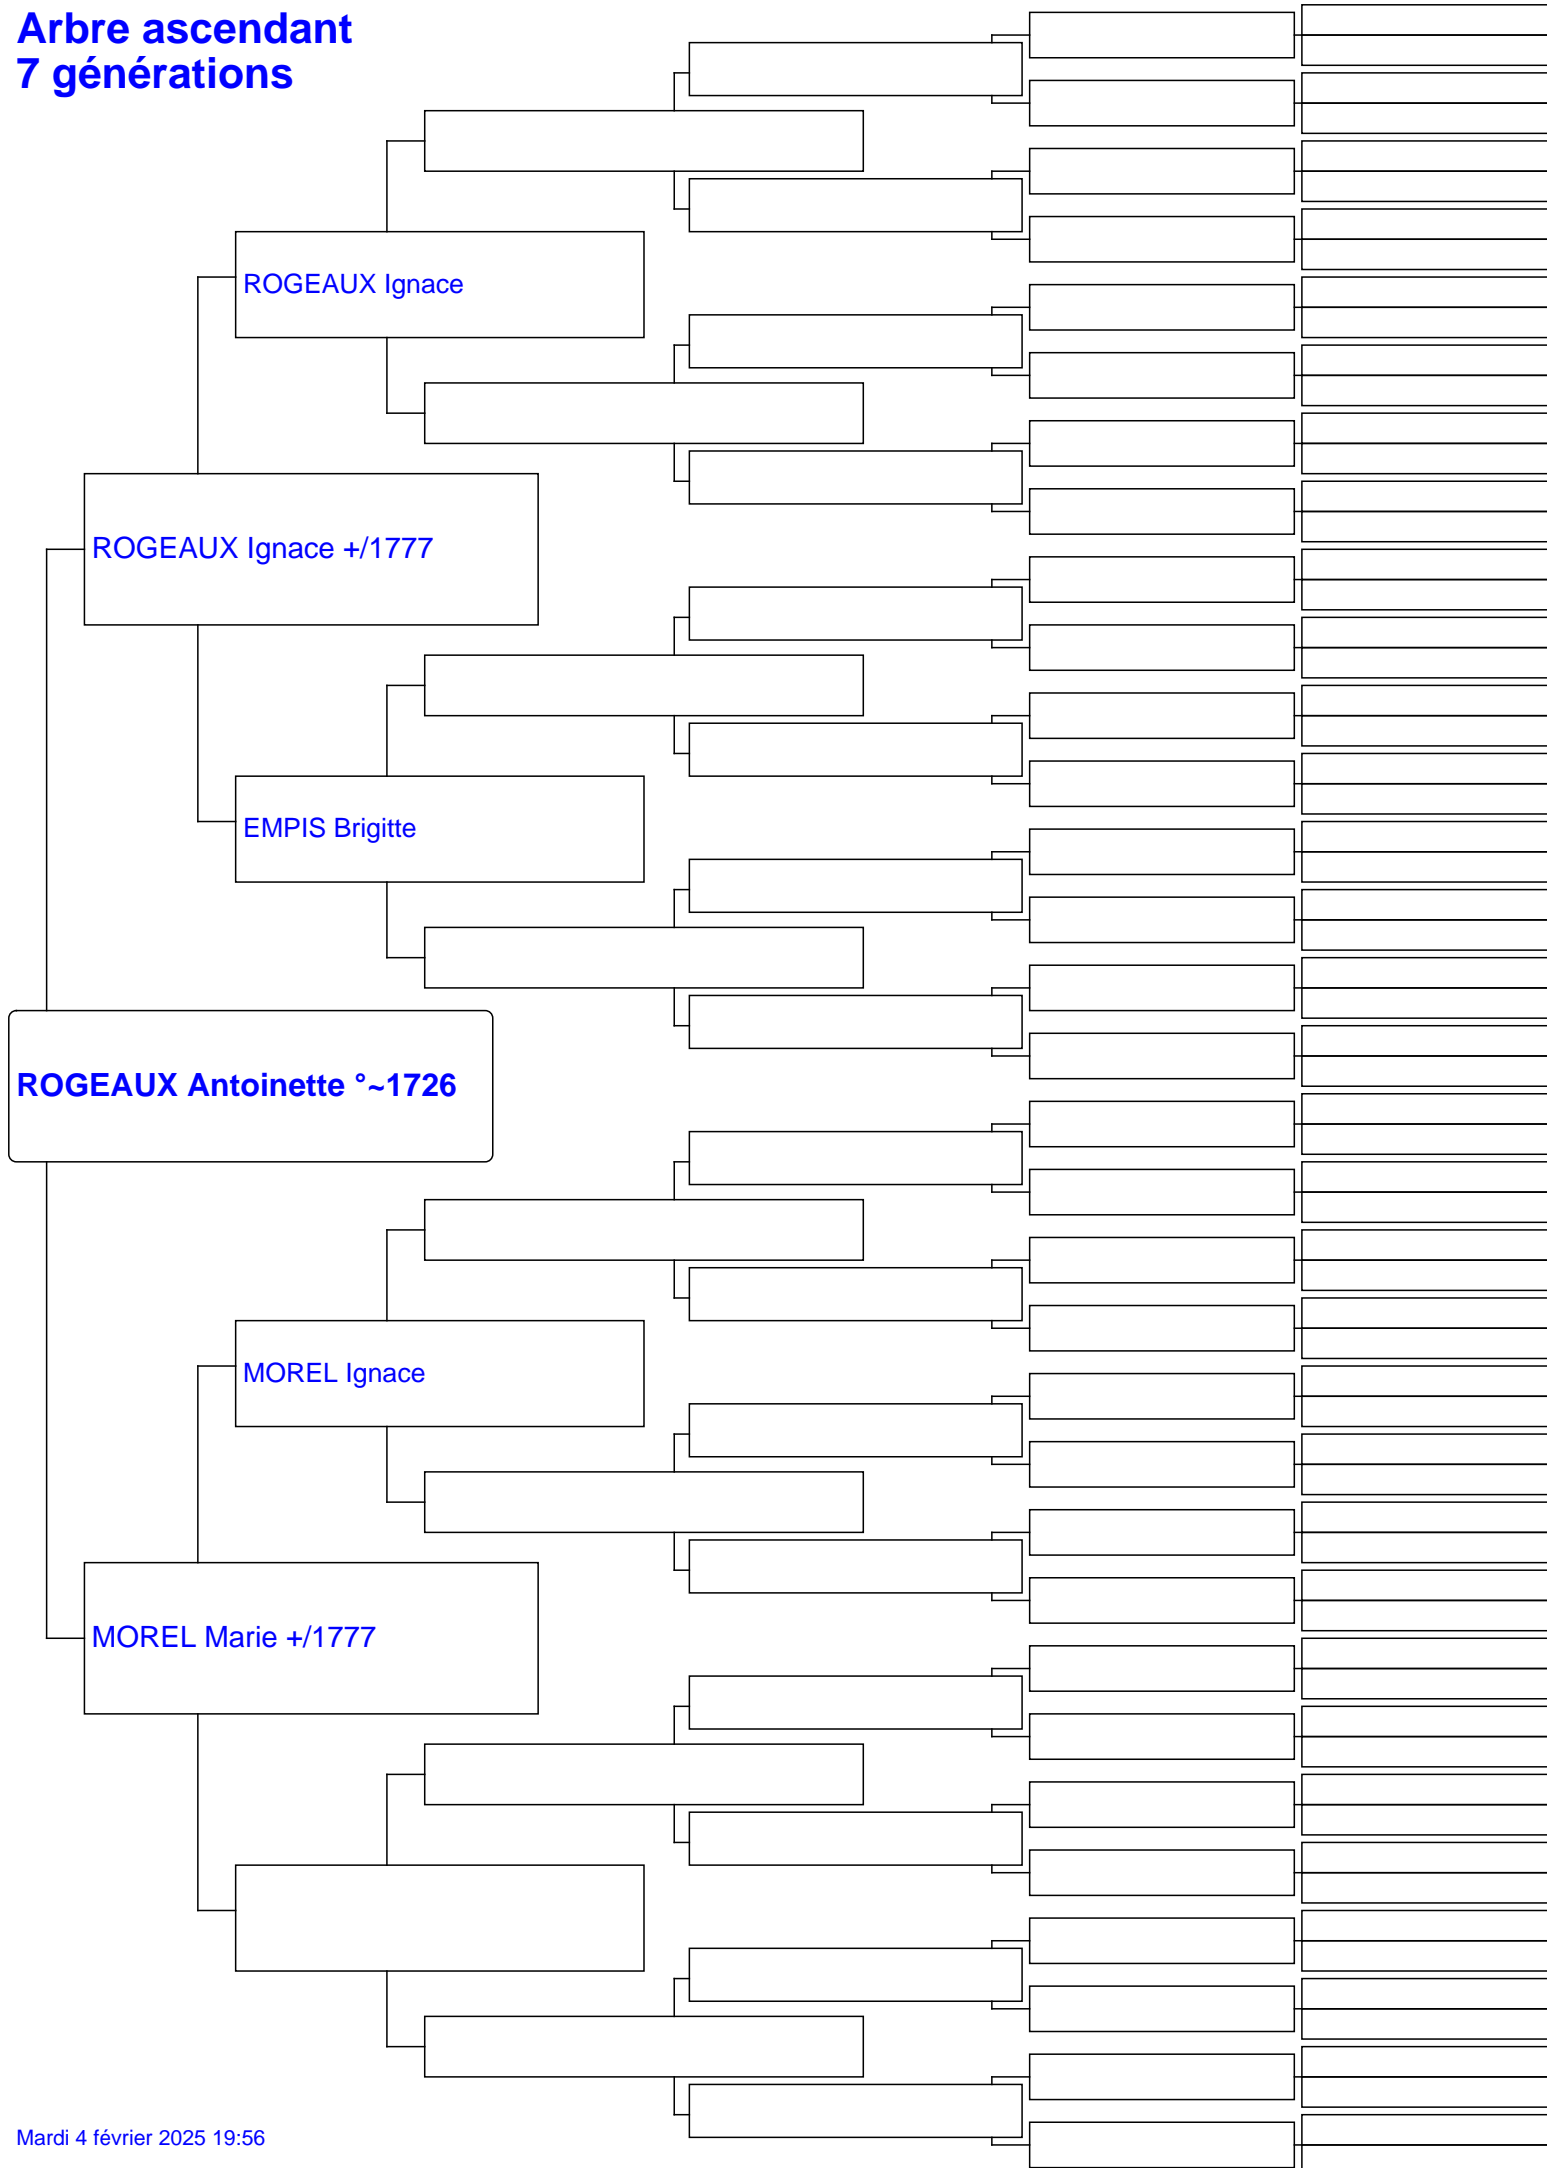 Arbre ascendant
7 générations
ROGEAUX Ignace
ROGEAUX Ignace +/1777
EMPIS Brigitte
ROGEAUX Antoinette °~1726
MOREL Ignace
MOREL Marie +/1777
Mardi 4 février 2025 19:56